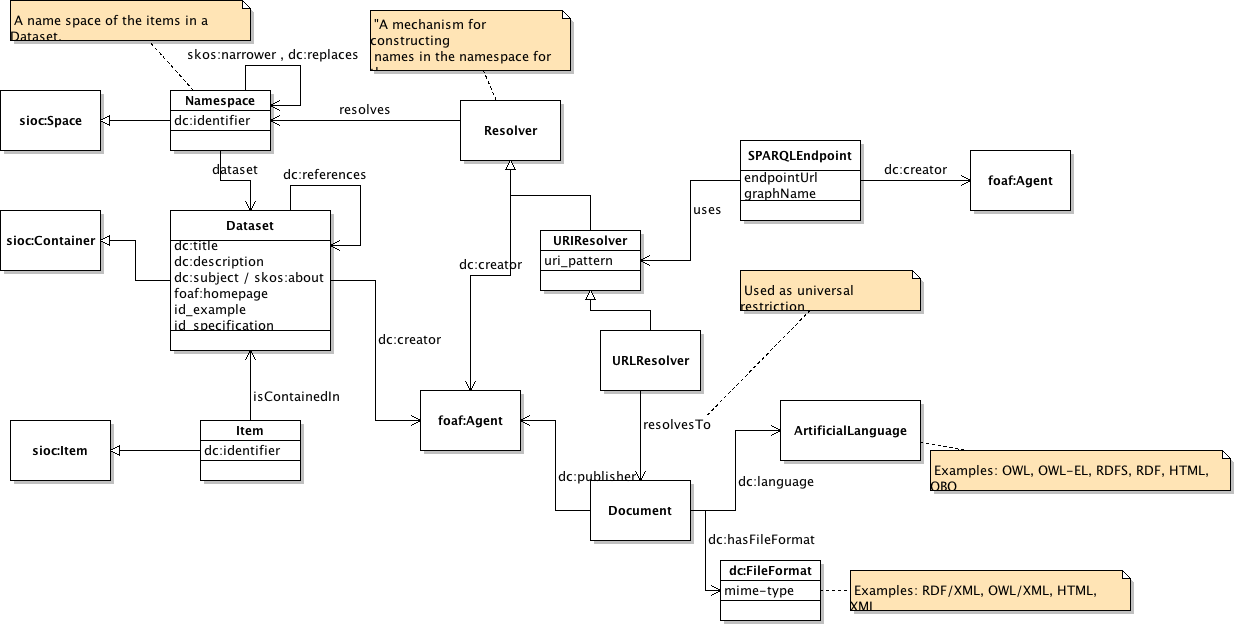 A name space of the items in a
Dataset.
"A mechanism for
constructing
names in the namespace for
skos:narrower , dc:replaces
sioc:Space
Namespace
dc:identifier
resolves
Resolver
dataset
dc:references
SPARQLEndpoint
endpointUrl
graphName
dc:creator
foaf:Agent
uses
sioc:Container
Dataset
dc:title
dc:description
dc:subject / skos:about
foaf:homepage
id_example
id_specification
URIResolver
uri_pattern
dc:creator
Used as universal
restriction
dc:creator
URLResolver
isContainedIn
foaf:Agent
resolvesTo
ArtificialLanguage
sioc:Item
Item
dc:identifier
Examples: OWL, OWL-EL, RDFS, RDF, HTML,
OBO
dc:publisher
dc:language
Document
dc:hasFileFormat
dc:FileFormat
mime-type
Examples: RDF/XML, OWL/XML, HTML,
XML